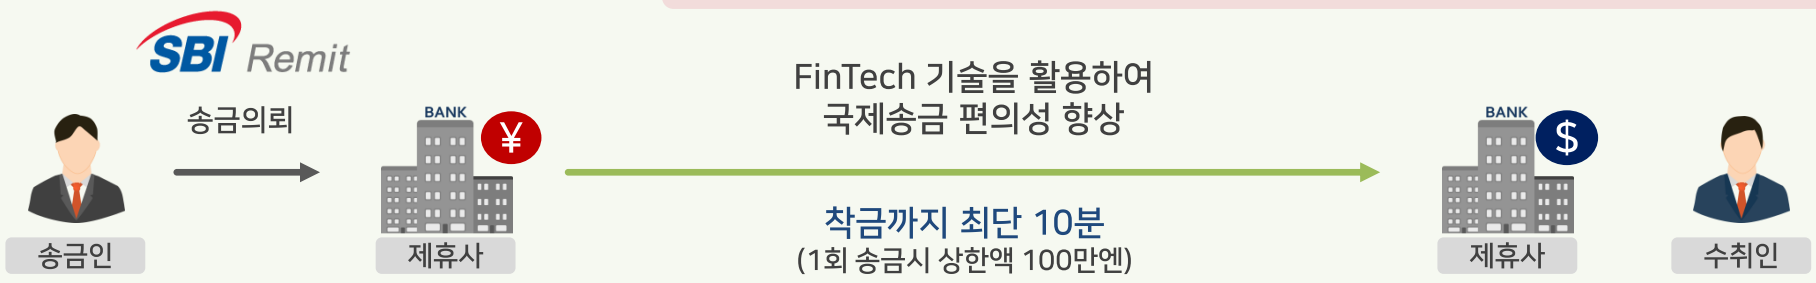 SBI Remit
송금의뢰
BANK
¥
FinTech 기술을 활용하여
국제송금 편의성 향상
착금까지 최단 10분
(1회 송금시 상한액 100만엔)
BANK
$
송금인
제휴사
제휴사
수취인